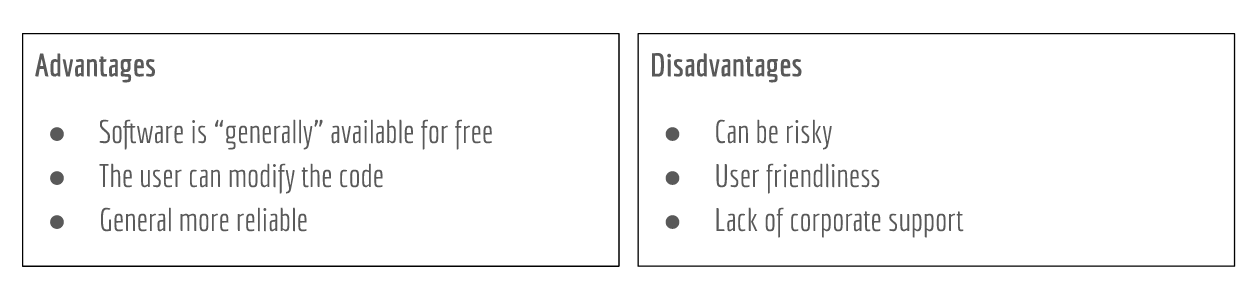 Advantages
● Software is “generally” available for free
● The user can modify the code
● General more reliable
Disadvantages
● Can be risky
● User friendliness
● Lack of corporate support